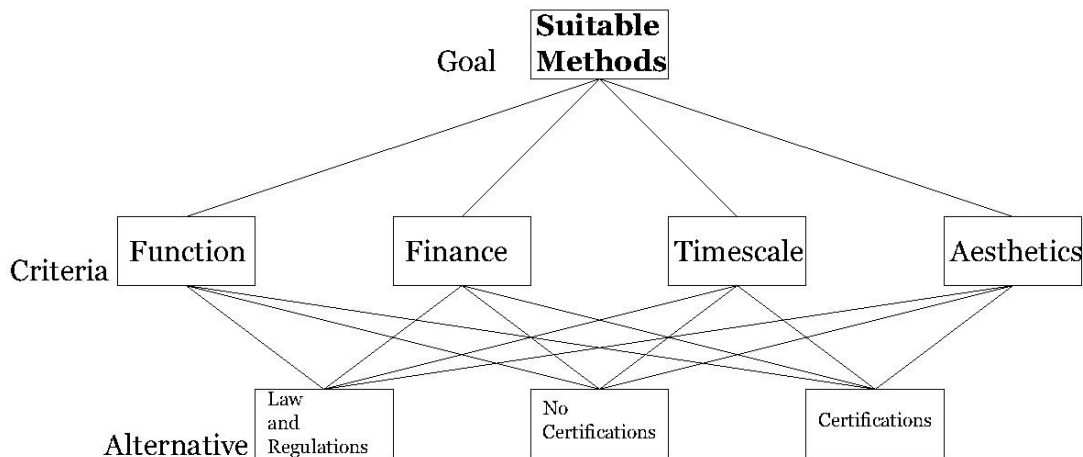 Suitable
Goal Methods
Function Finance Timescale Aesthetics
Criteria
Law
and
Regulations
No
Certifications
Certifications
Alternative